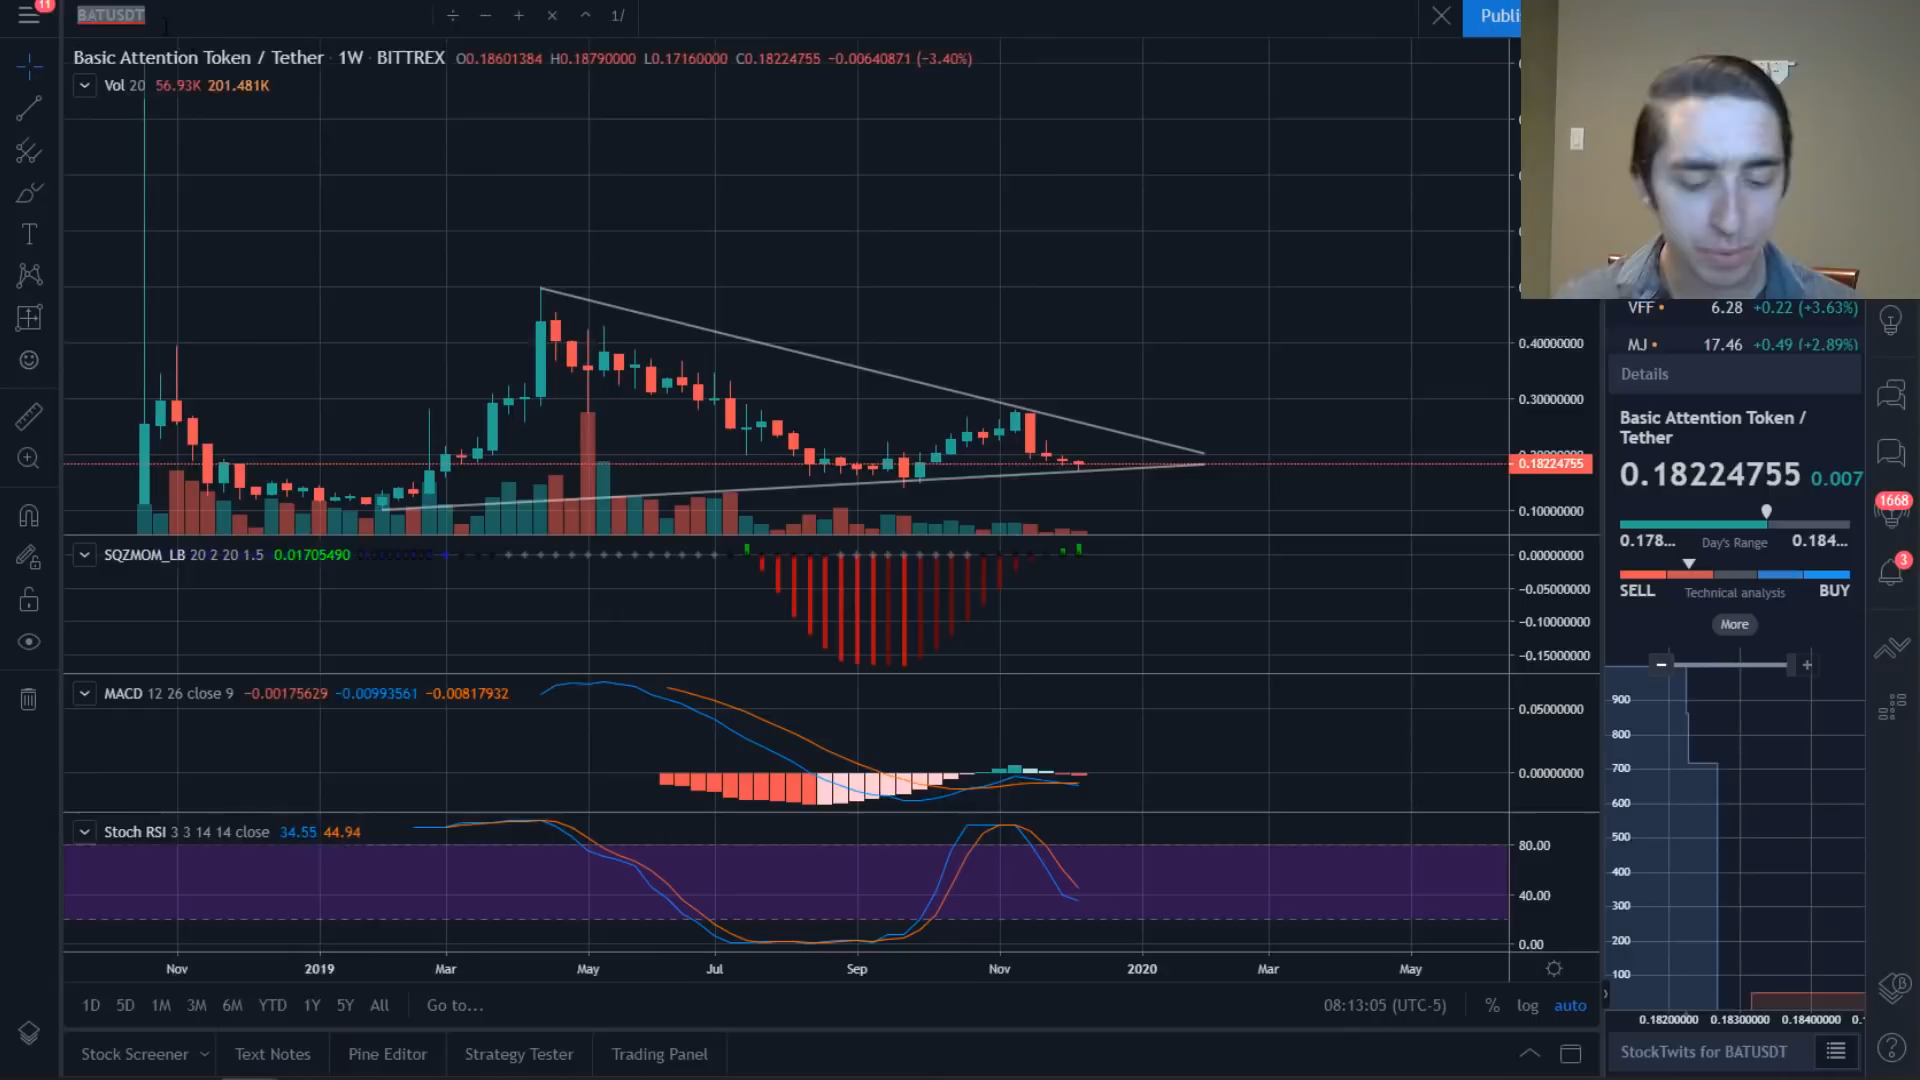 11
BATUSDT
÷ − + × ^ 1/
Publi
Basic Attention Token / Tether · 1W · BITTREX O0.18601384 H0.18790000 L0.17160000 C0.18224755 −0.00640871 (−3.40%)
Vol 20 56.93K 201.481K
0.40000000
0.30000000
0.18224755
0.10000000
SQZMOM_LB 20 2 20 1.5 0.01705490
0.00000000
−0.05000000
−0.10000000
−0.15000000
MACD 12 26 close 9 −0.00175629 −0.00993561 −0.00817932
0.05000000
0.00000000
Stoch RSI 3 3 14 14 close 34.55 44.94
80.00
40.00
0.00
Nov 2019 Mar May Jul Sep Nov 2020 Mar May
1D 5D 1M 3M 6M YTD 1Y 5Y All Go to...
08:13:05 (UTC-5) % log auto
Stock Screener Text Notes Pine Editor Strategy Tester Trading Panel
VFF 6.28 +0.22 (+3.63%)
MJ 17.46 +0.49 (+2.89%)
Details
Basic Attention Token /
Tether
0.18224755 0.007
0.178... Day's Range 0.184...
SELL Technical analysis BUY
More
− +
900
800
700
600
500
400
300
200
100
0.18200000 0.18300000 0.18400000 0.
StockTwits for BATUSDT
1668
3